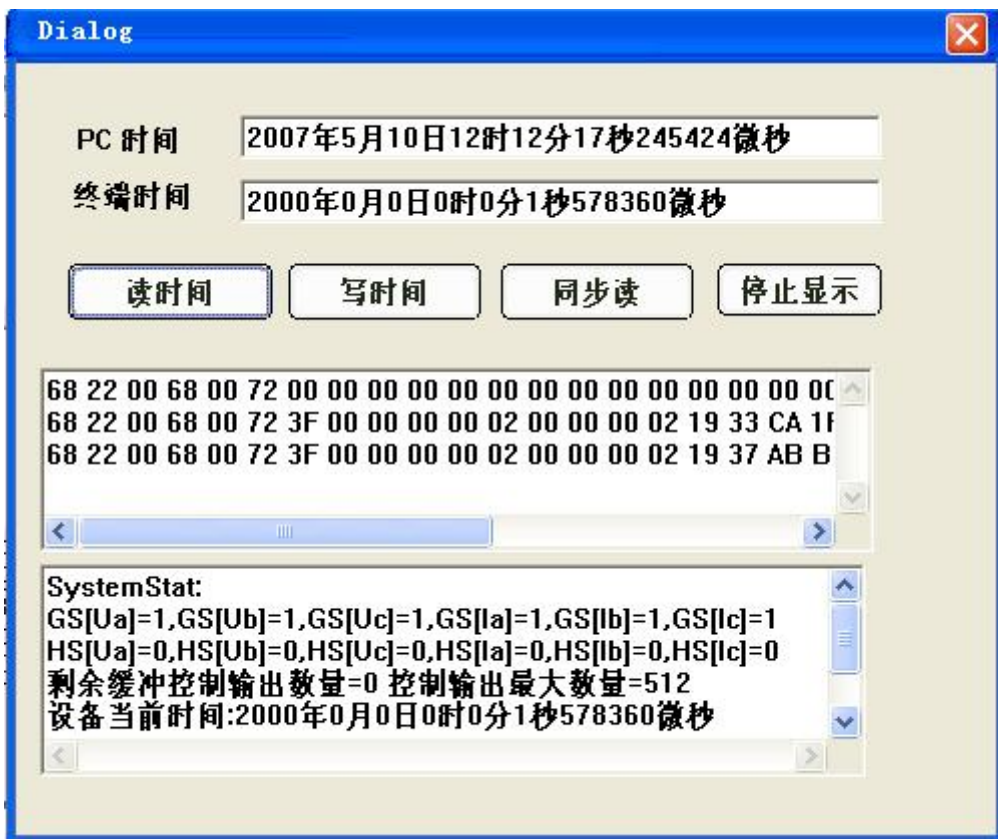 Dialog
PC 时间 2007年5月10日12时12分17秒245424微秒
终端时间 2000年0月0日0时0分1秒578360微秒
读时间 写时间 同步读 停止显示
68 22 00 68 00 72 00 00 00 00 00 00 00 00 00 00 00 00 00
68 22 00 68 00 72 3F 00 00 00 00 02 00 00 00 02 19 33 CA
68 22 00 68 00 72 3F 00 00 00 00 02 00 00 00 02 19 37 AB
SystemStat:
GS[Ua]=1,GS[Ub]=1,GS[Uc]=1,GS[Ia]=1,GS[Ib]=1,GS[Ic]=1
HS[Ua]=0,HS[Ub]=0,HS[Uc]=0,HS[Ia]=0,HS[Ib]=0,HS[Ic]=0
剩余缓冲控制输出数量=0 控制输出最大数量=512
设备当前时间:2000年0月0日0时0分1秒578360微秒